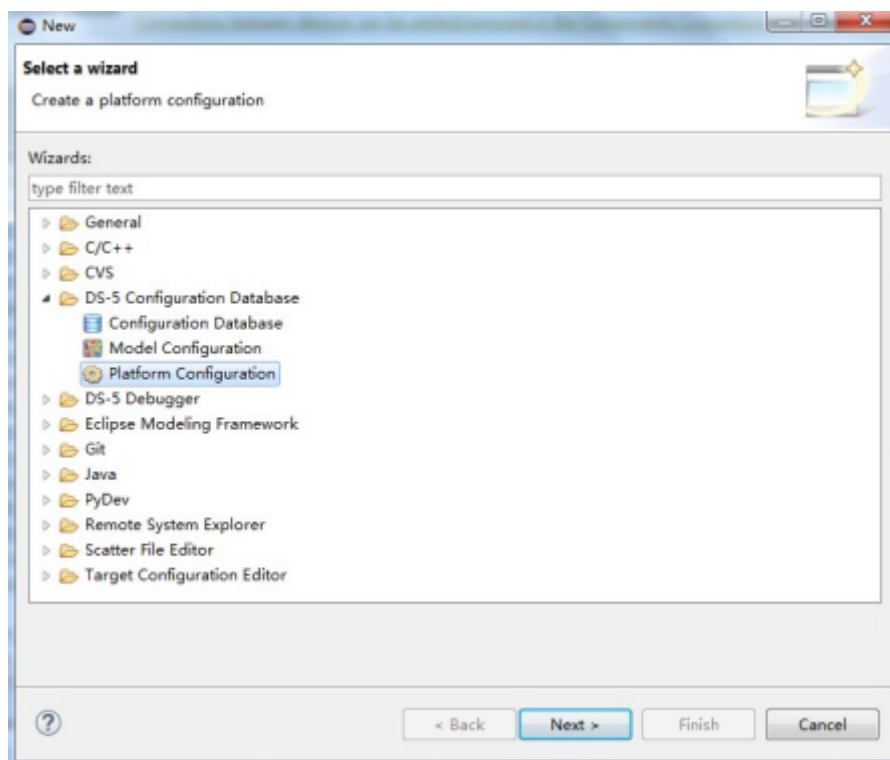 New
Select a wizard
Create a platform configuration
Wizards:
type filter text
General
C/C++
CVS
DS-5 Configuration Database
Configuration Database
Model Configuration
Platform Configuration
DS-5 Debugger
Eclipse Modeling Framework
Git
Java
PyDev
Remote System Explorer
Scatter File Editor
Target Configuration Editor
< Back Next > Finish Cancel